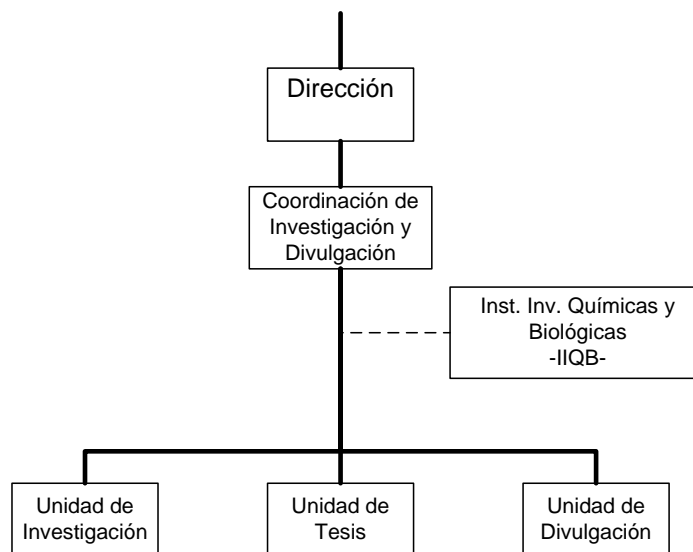 Dirección
Coordinación de
Investigación y
Divulgación
Inst. Inv. Químicas y
Biológicas
-IIQB-
Unidad de
Investigación
Unidad de
Tesis
Unidad de
Divulgación